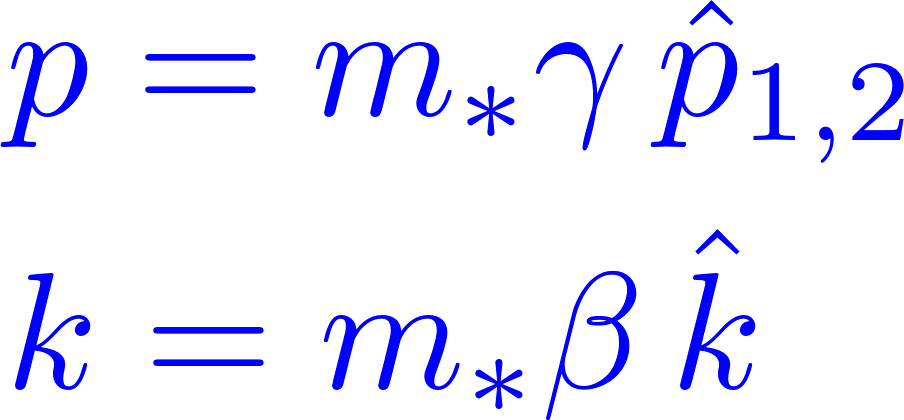 p = m_* γ p̂_{1,2}
k = m_* β k̂